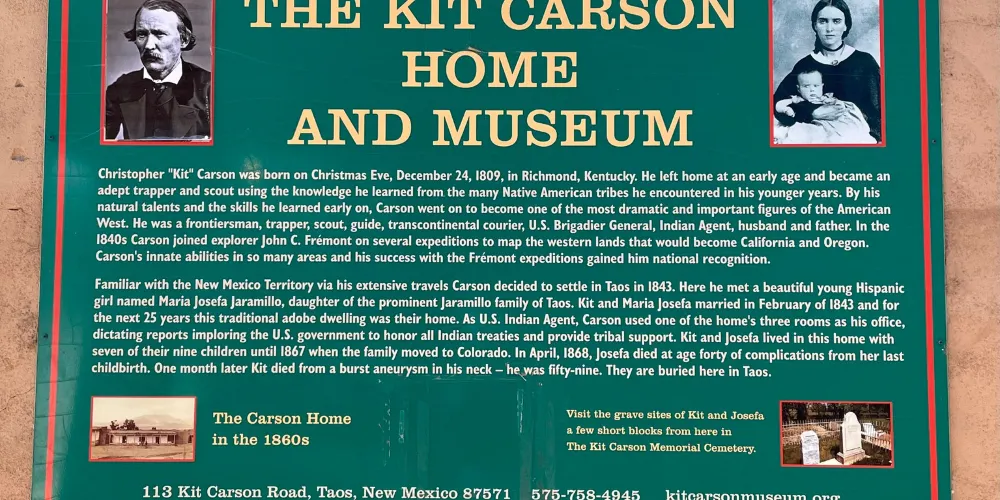 THE KIT CARSON
HOME
AND MUSEUM
Christopher "Kit" Carson was born on Christmas Eve, December 24, 1809, in Richmond, Kentucky. He left home at an early age and became an
adept trapper and scout using the knowledge he learned from the many Native American tribes he encountered in his younger years. By his
natural talents and the skills he learned early on, Carson went on to become one of the most dramatic and important figures of the American
West. He was a frontiersman, trapper, scout, guide, transcontinental courier, U.S. Brigadier General, Indian Agent, husband and father. In the
1840s Carson joined explorer John C. Frémont on several expeditions to map the western lands that would become California and Oregon.
Carson's innate abilities in so many areas and his success with the Frémont expeditions gained him national recognition.
Familiar with the New Mexico Territory via his extensive travels Carson decided to settle in Taos in 1843. Here he met a beautiful young Hispanic
girl named Maria Josefa Jaramillo, daughter of the prominent Jaramillo family of Taos. Kit and Maria Josefa married in February of 1843 and for
the next 25 years this traditional adobe dwelling was their home. As U.S. Indian Agent, Carson used one of the home's three rooms as his office,
dictating reports imploring the U.S. government to honor all Indian treaties and provide tribal support. Kit and Josefa lived in this home with
seven of their nine children until 1867 when the family moved to Colorado. In April, 1868, Josefa died at age forty of complications from her last
childbirth. One month later Kit died from a burst aneurysm in his neck – he was fifty-nine. They are buried here in Taos.
The Carson Home
in the 1860s
Visit the grave sites of Kit and Josefa
a few short blocks from here in
The Kit Carson Memorial Cemetery.
113 Kit Carson Road, Taos, New Mexico 87571 575-758-4945 kitcarsonmuseum.org